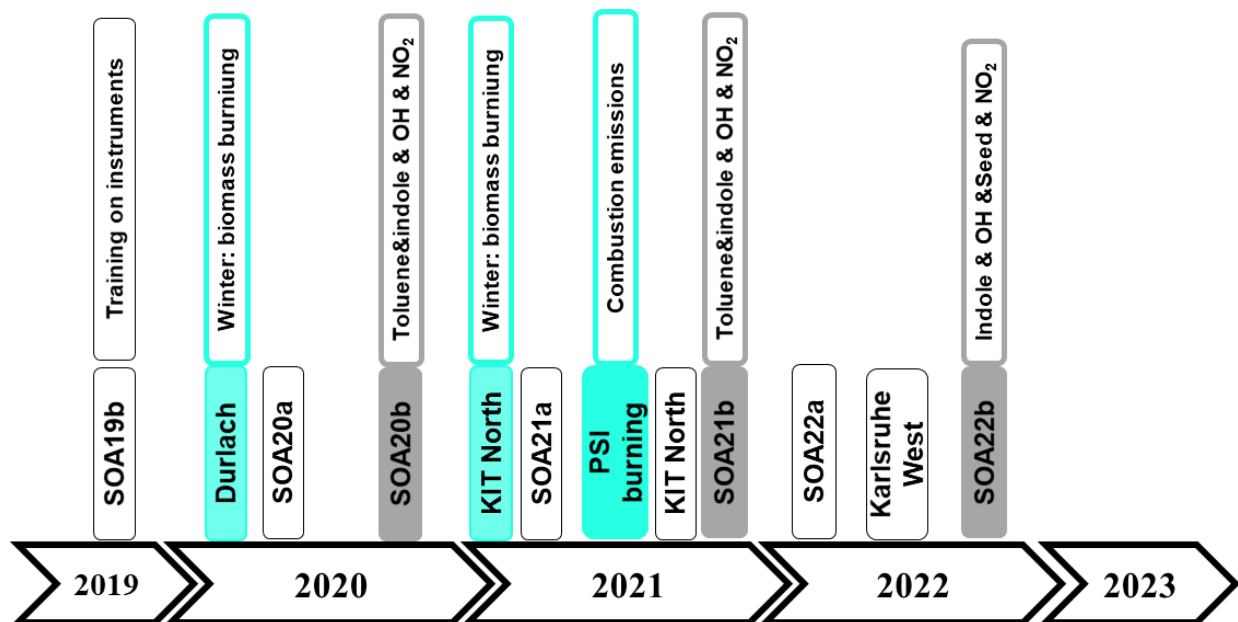 Training on instruments
Winter: biomass burniung
Toluene&indole & OH & NO₂
Winter: biomass burniung
Combustion emissions
Toluene&indole & OH & NO₂
Indole & OH &Seed & NO₂
SOA19b
Durlach
SOA20a
SOA20b
KIT North
SOA21a
PSI
burning
KIT North
SOA21b
SOA22a
Karlsruhe
West
SOA22b
2019
2020
2021
2022
2023